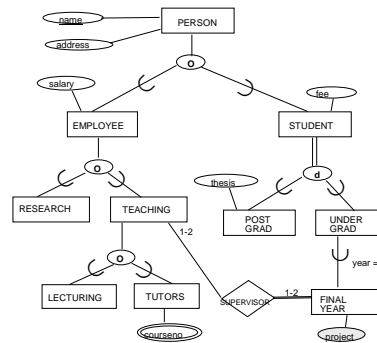 name
PERSON
address
O
salary
fee
EMPLOYEE
STUDENT
O
d
thesis
RESEARCH
TEACHING
POST
GRAD
UNDER
GRAD
1-2
year =
O
LECTURING
TUTORS
SUPERVISOR
1-2
FINAL
YEAR
courseno
project